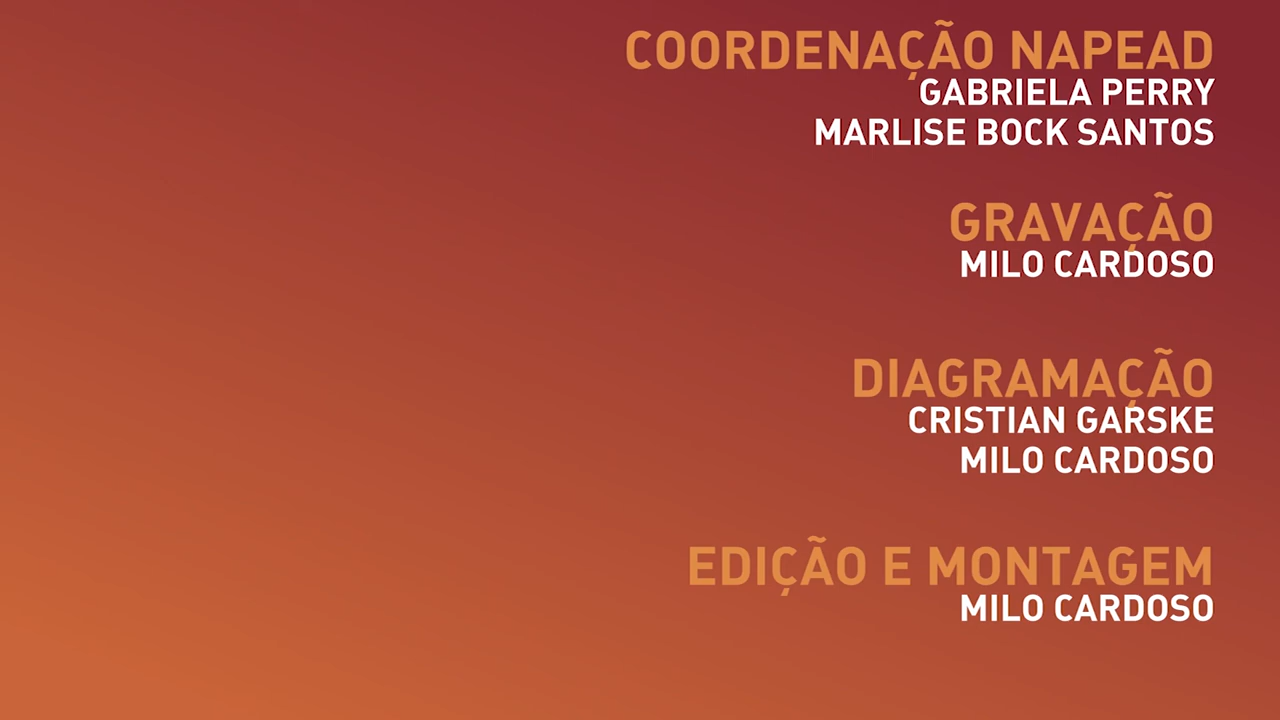 COORDENAÇÃO NAPEAD
GABRIELA PERRY
MARLISE BOCK SANTOS
GRAVAÇÃO
MILO CARDOSO
DIAGRAMAÇÃO
CRISTIAN GARSKE
MILO CARDOSO
EDIÇÃO E MONTAGEM
MILO CARDOSO